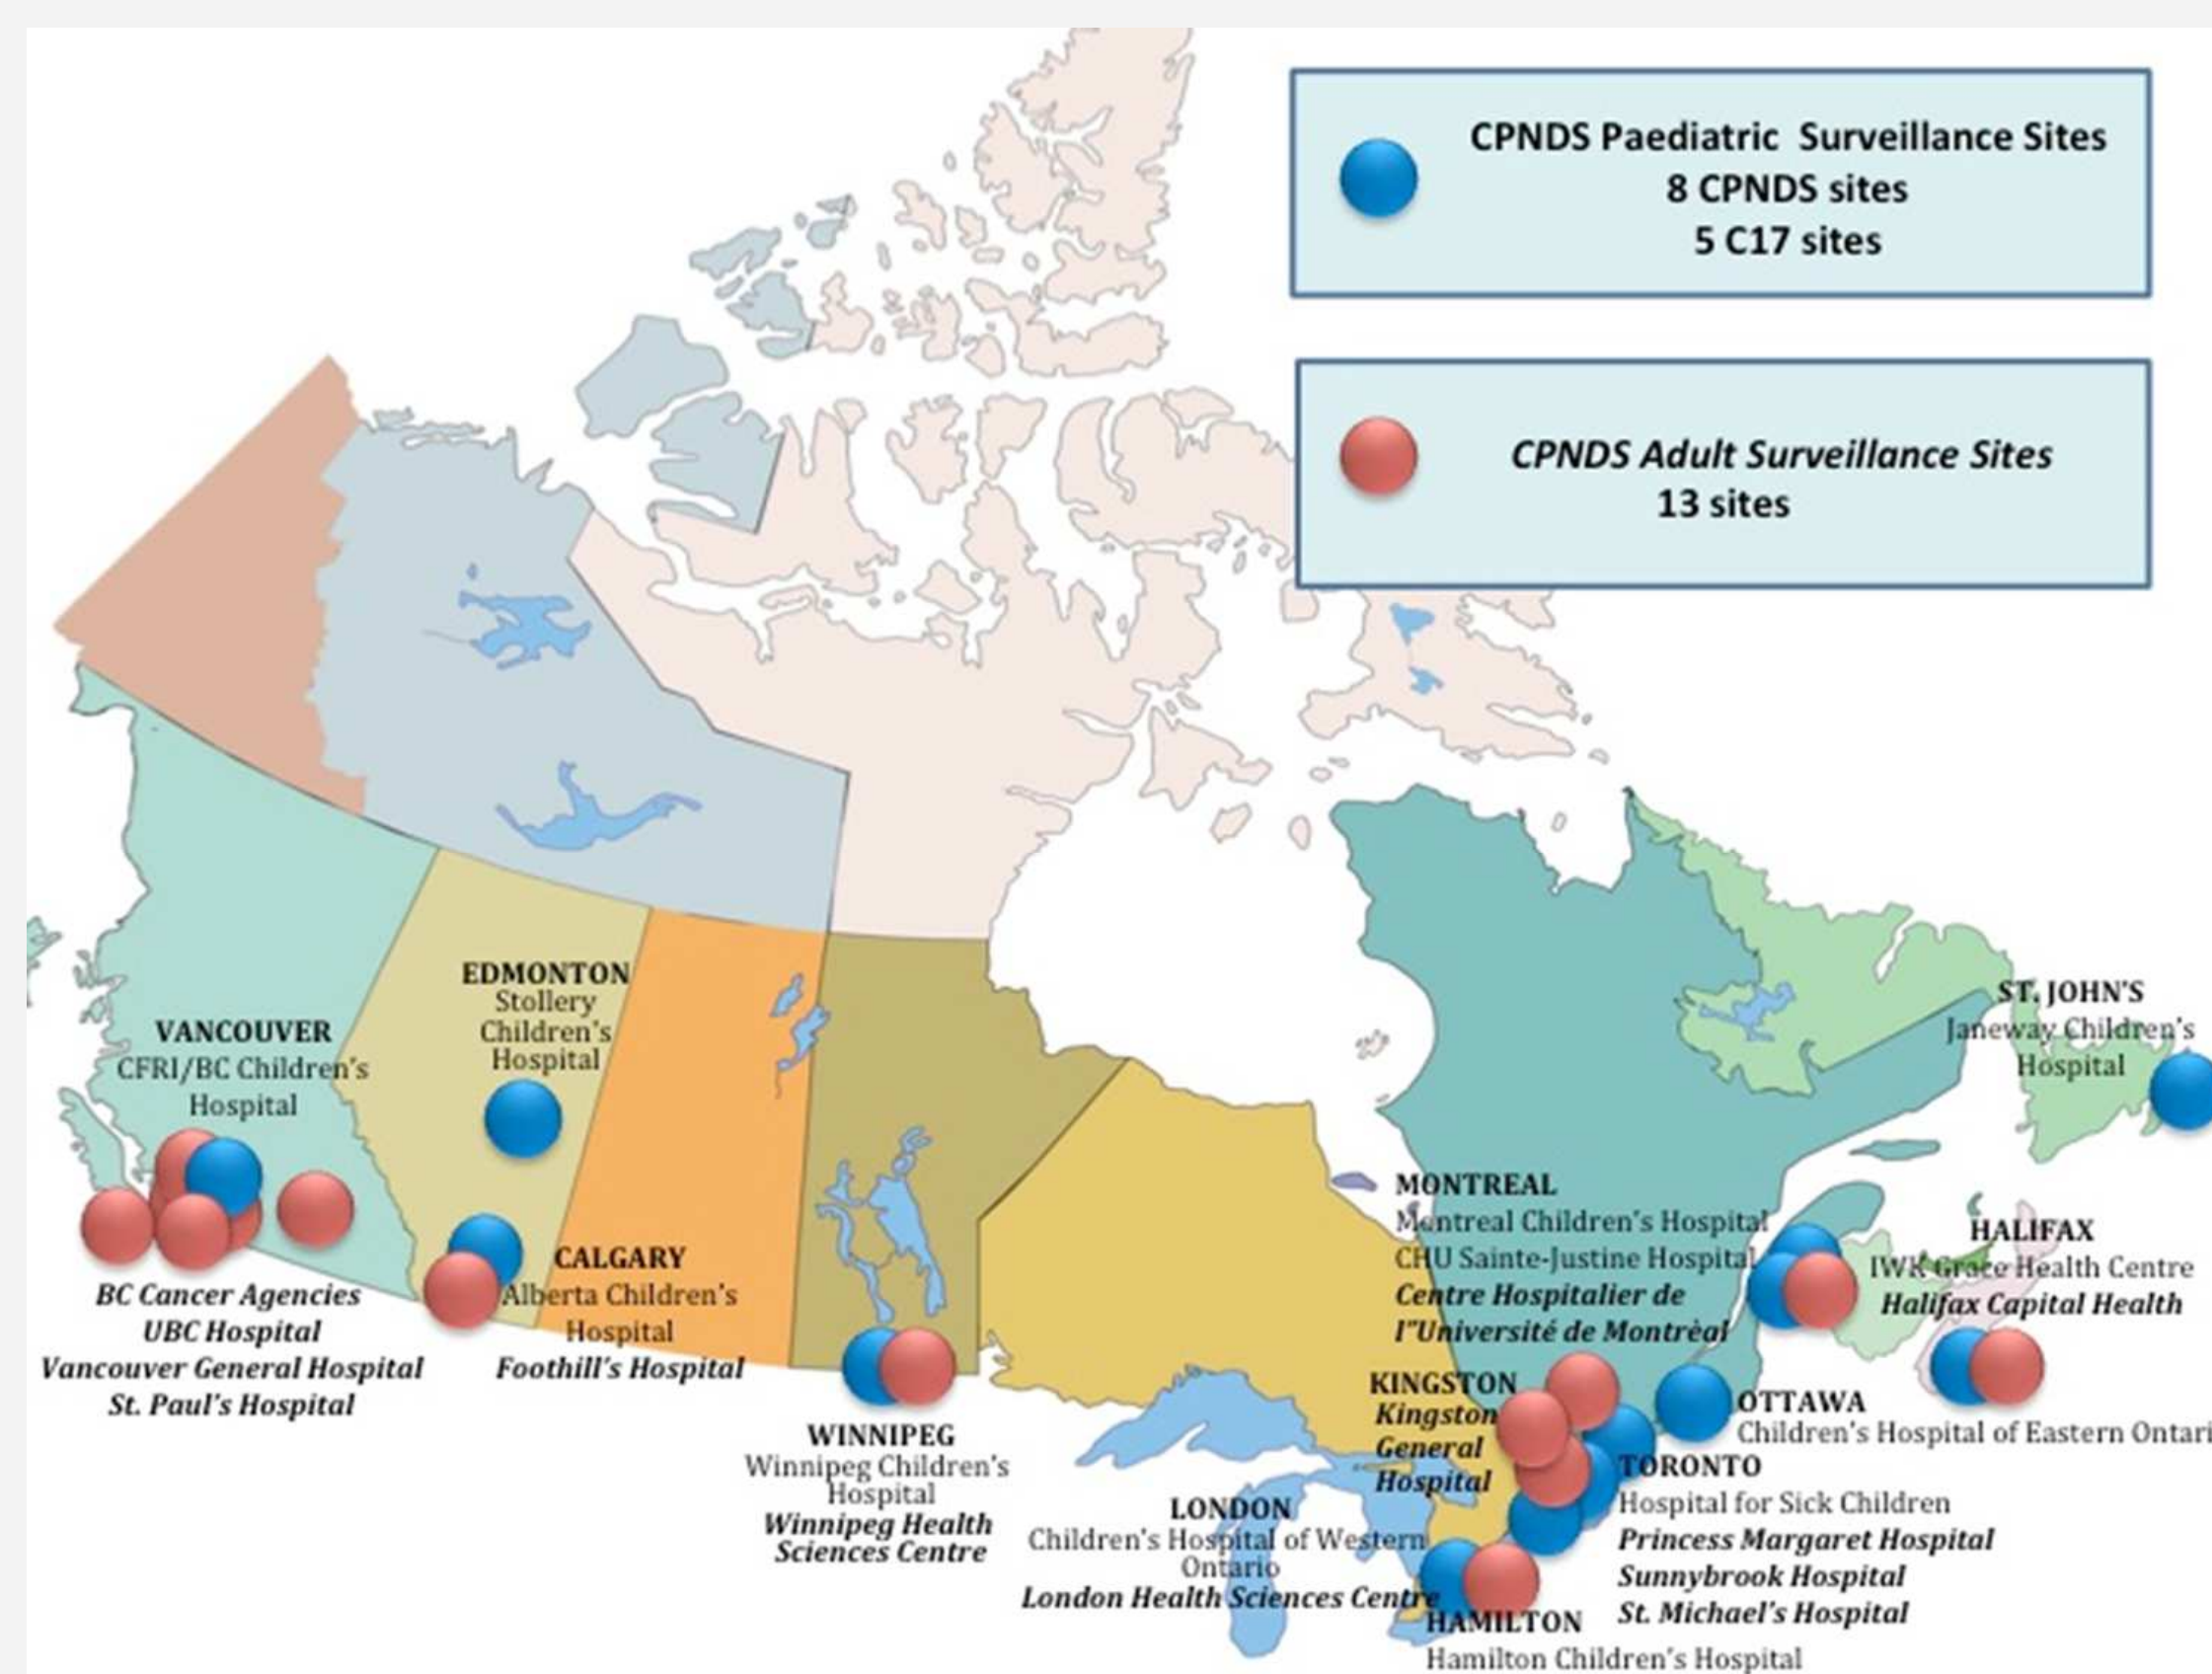 CPNDS Paediatric Surveillance Sites
8 CPNDS sites
5 C17 sites
CPNDS Adult Surveillance Sites
13 sites
EDMONTON
Stollery
Children's
Hospital
VANCOUVER
CFRI/BC Children's
Hospital
BC Cancer Agencies
UBC Hospital
Vancouver General Hospital
St. Paul's Hospital
CALGARY
Alberta Children's
Hospital
Foothill's Hospital
WINNIPEG
Winnipeg Children's
Hospital
Winnipeg Health
Sciences Centre
LONDON
Children's Hospital of Western
Ontario
London Health Sciences Centre
HAMILTON
Hamilton Children's Hospital
KINGSTON
Kingston
General
Hospital
TORONTO
Hospital for Sick Children
Princess Margaret Hospital
Sunnybrook Hospital
St. Michael's Hospital
OTTAWA
Children's Hospital of Eastern Ontari
MONTREAL
Montreal Children's Hospital
CHU Sainte-Justine Hospital
Centre Hospitalier de
l"Université de Montrèal
HALIFAX
IWK Grace Health Centre
Halifax Capital Health
ST. JOHN'S
Janeway Children's
Hospital